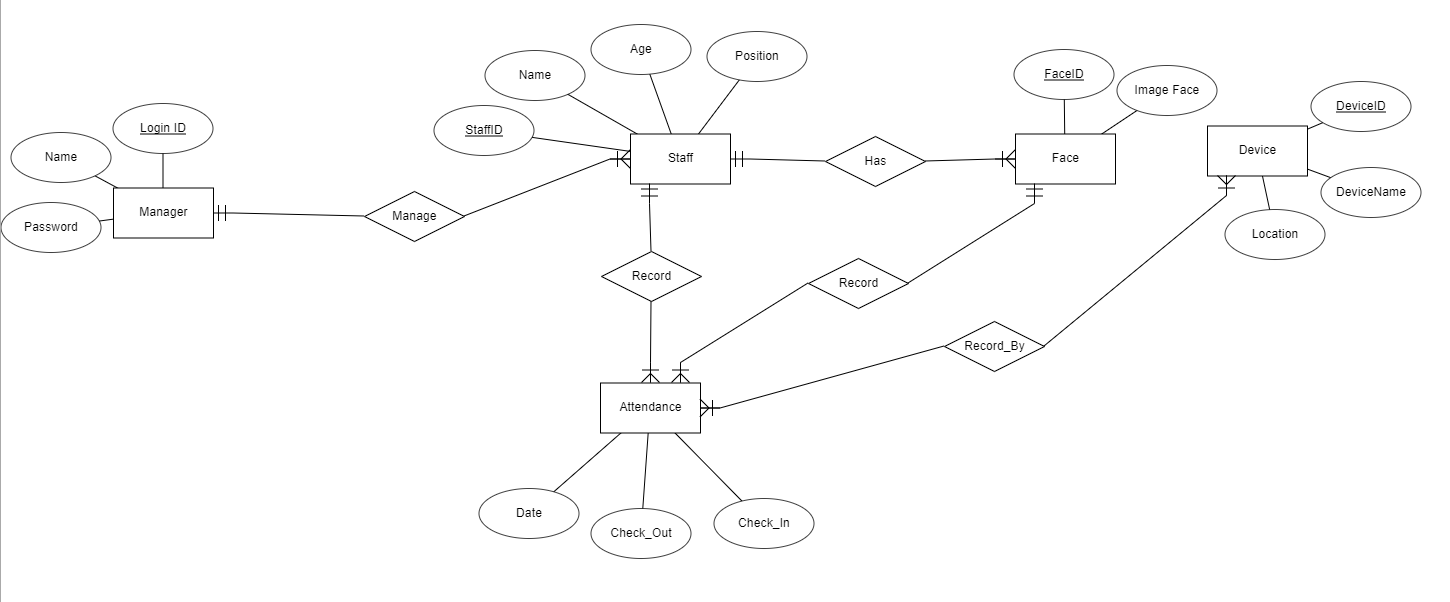 Age
Position
Name
StaffID
FaceID
Image Face
DeviceID
Login ID
Name
Password
Manager
Manage
Staff
Has
Face
Device
DeviceName
Location
Record
Record
Record_By
Attendance
Date
Check_Out
Check_In